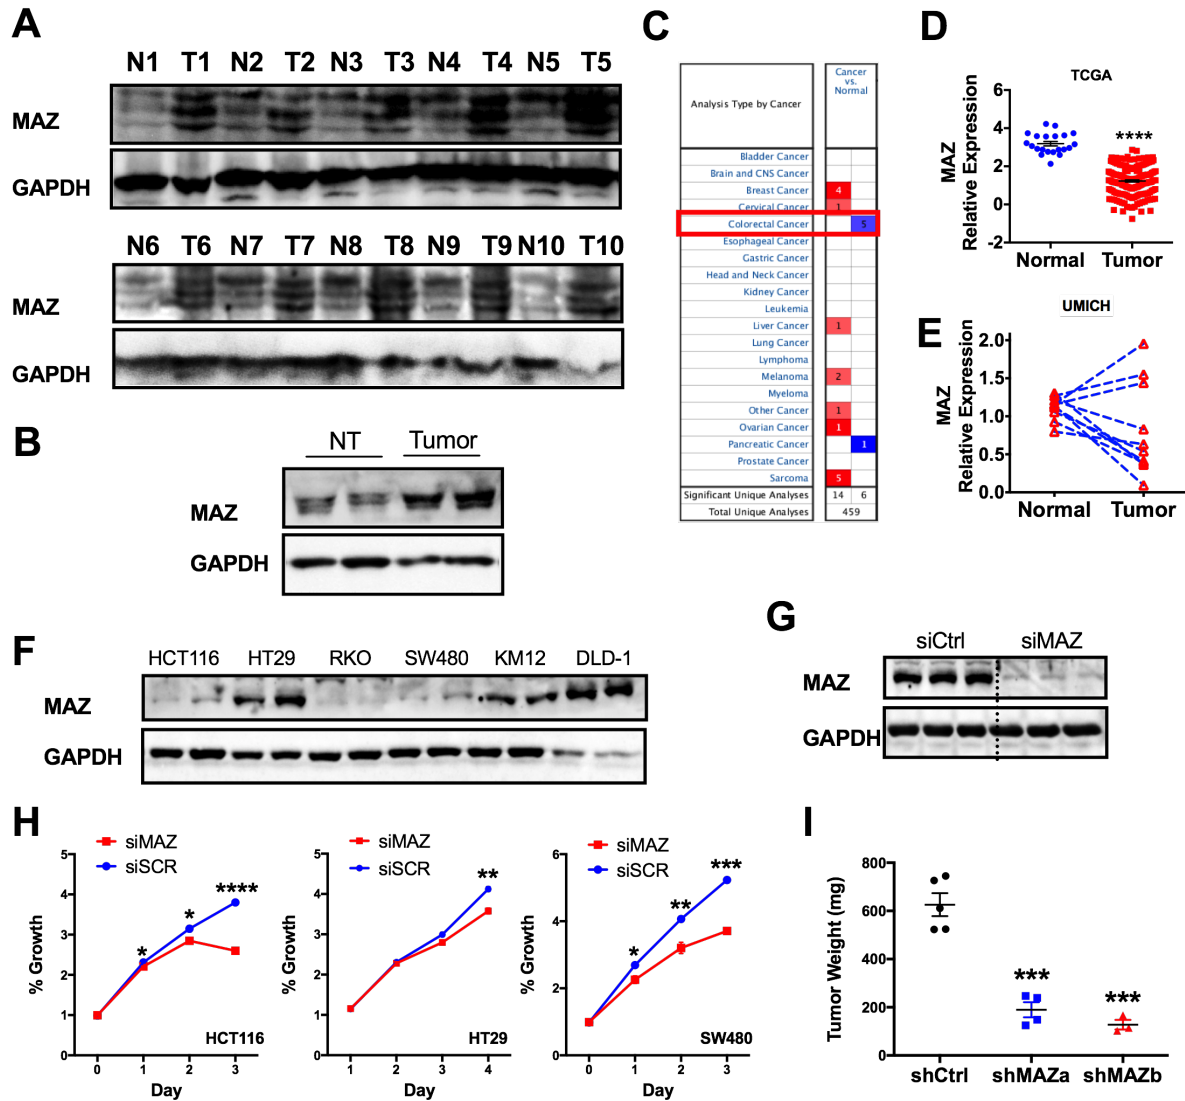 A
N1 T1 N2 T2 N3 T3 N4 T4 N5 T5
MAZ
GAPDH
N6 T6 N7 T7 N8 T8 N9 T9 N10 T10
MAZ
GAPDH
B
NT Tumor
MAZ
GAPDH
C
Analysis Type by Cancer
Cancer
vs.
Normal
Bladder Cancer
Brain and CNS Cancer
Breast Cancer 4
Cervical Cancer 1
Colorectal Cancer 5
Esophageal Cancer
Gastric Cancer
Head and Neck Cancer
Kidney Cancer
Leukemia
Liver Cancer 1
Lung Cancer
Lymphoma
Melanoma 2
Myeloma
Other Cancer 1
Ovarian Cancer 1
Pancreatic Cancer 1
Prostate Cancer
Sarcoma 5
Significant Unique Analyses 14 6
Total Unique Analyses 459
D
TCGA
MAZ
Relative Expression
6
4
2
0
-2
****
Normal Tumor
E
UMICH
MAZ
Relative Expression
2.0
1.5
1.0
0.5
0.0
Normal Tumor
F
HCT116 HT29 RKO SW480 KM12 DLD-1
MAZ
GAPDH
G
siCtrl siMAZ
MAZ
GAPDH
H
siMAZ
siSCR
% Growth
5
4
3
2
1
0
* * ****
HCT116
0 1 2 3
Day
siMAZ
siSCR
% Growth
5
4
3
2
1
0
**
HT29
1 2 3 4
Day
siMAZ
siSCR
% Growth
6
4
2
0
* ** ***
SW480
0 1 2 3
Day
I
Tumor Weight (mg)
800
600
400
200
0
*** ***
shCtrl shMAZa shMAZb